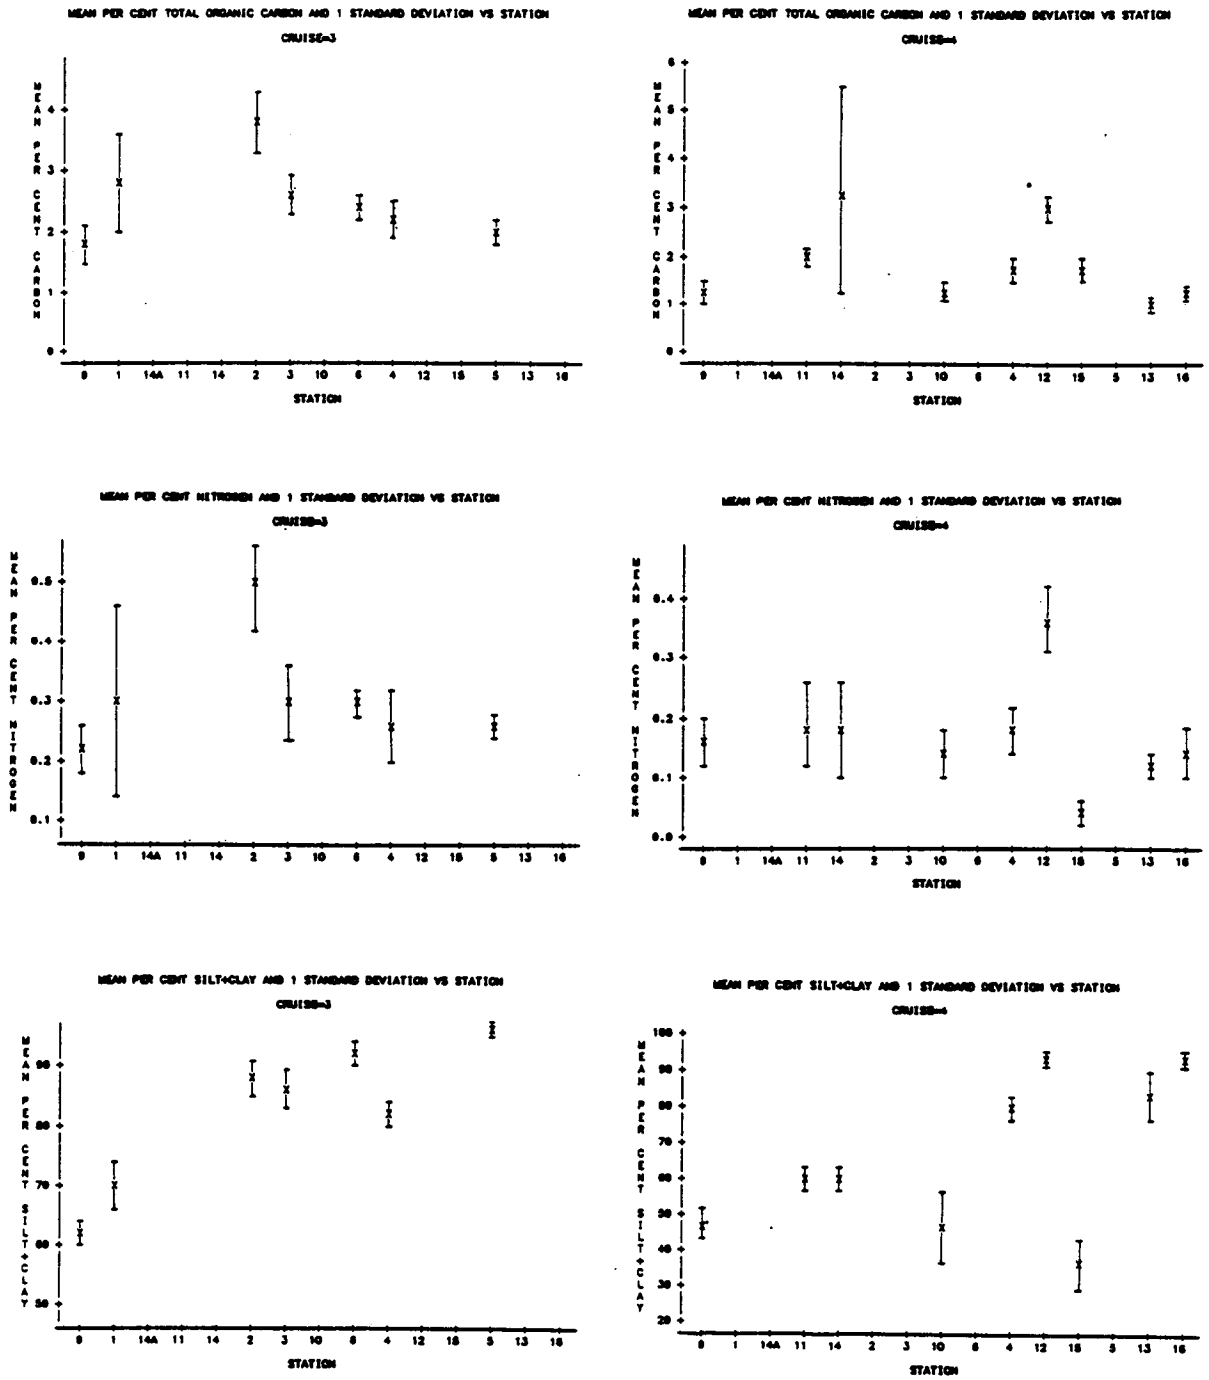 MEAN PER CENT TOTAL ORGANIC CARBON AND 1 STANDARD DEVIATION VS STATION
CRUISE=3
MEAN PER CENT CARBON
4
3
2
1
0
9 1 14A 11 14 2 3 10 6 4 12 15 5 13 16
STATION
MEAN PER CENT TOTAL ORGANIC CARBON AND 1 STANDARD DEVIATION VS STATION
CRUISE=4
MEAN PER CENT CARBON
6
5
4
3
2
1
0
9 1 14A 11 14 2 3 10 6 4 12 15 5 13 16
STATION
MEAN PER CENT NITROGEN AND 1 STANDARD DEVIATION VS STATION
CRUISE=3
MEAN PER CENT NITROGEN
0.5
0.4
0.3
0.2
0.1
9 1 14A 11 14 2 3 10 6 4 12 15 5 13 16
MEAN PER CENT NITROGEN AND 1 STANDARD DEVIATION VS STATION
CRUISE=4
MEAN PER CENT NITROGEN
0.4
0.3
0.2
0.1
0.0
9 1 14A 11 14 2 3 10 6 4 12 15 5 13 16
STATION
MEAN PER CENT SILT+CLAY AND 1 STANDARD DEVIATION VS STATION
CRUISE=3
MEAN PER CENT SILT+CLAY
90
80
70
60
50
9 1 14A 11 14 2 3 10 6 4 12 15 5 13 16
STATION
MEAN PER CENT SILT+CLAY AND 1 STANDARD DEVIATION VS STATION
CRUISE=4
MEAN PER CENT SILT+CLAY
100
90
80
70
60
50
40
30
20
9 1 14A 11 14 2 3 10 6 4 12 15 5 13 16
STATION